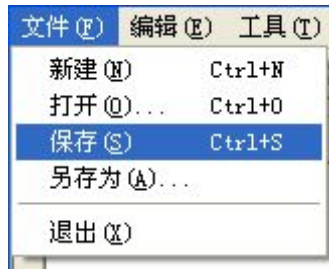 文件(F) 编辑(E) 工具(T)
新建(N) Ctrl+N
打开(O)... Ctrl+O
保存(S) Ctrl+S
另存为(A)...
退出(X)